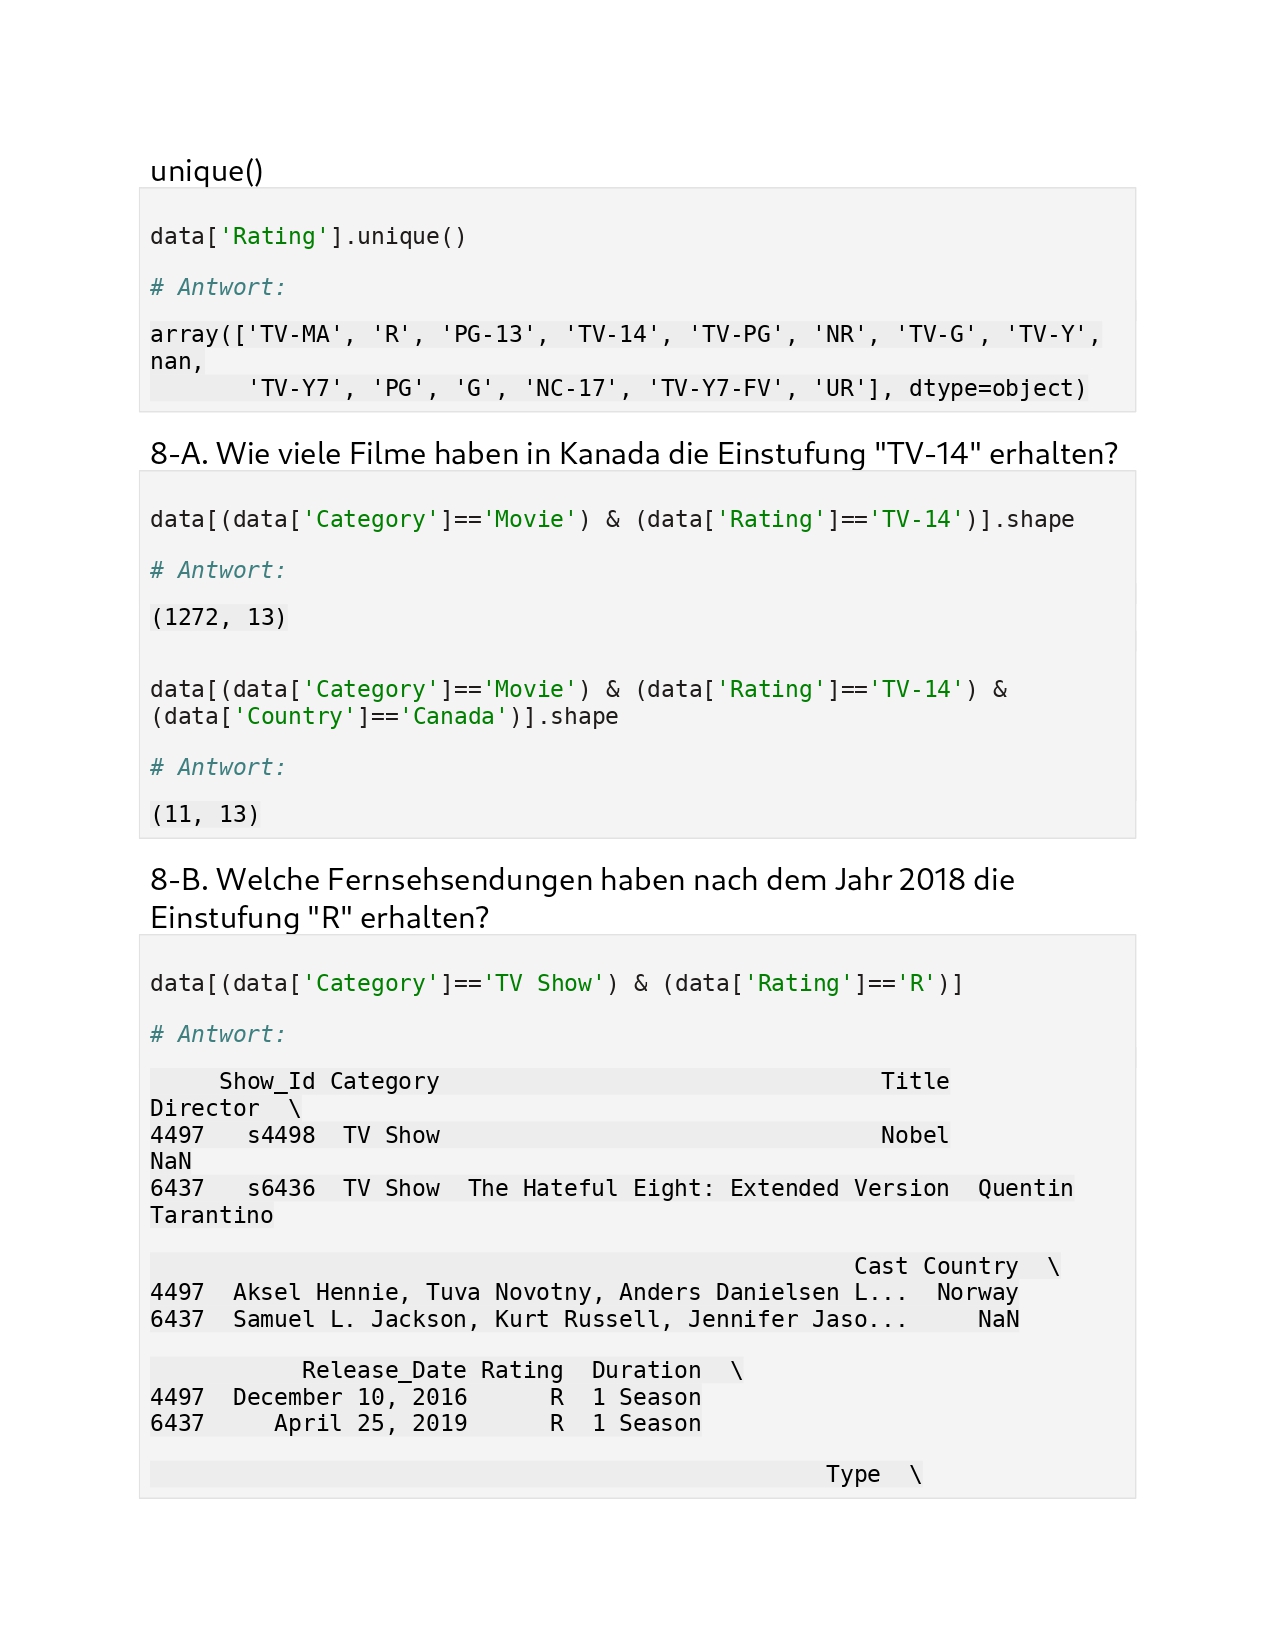 unique()
data['Rating'].unique()
# Antwort:
array(['TV-MA', 'R', 'PG-13', 'TV-14', 'TV-PG', 'NR', 'TV-G', 'TV-Y',
nan,
       'TV-Y7', 'PG', 'G', 'NC-17', 'TV-Y7-FV', 'UR'], dtype=object)
8-A. Wie viele Filme haben in Kanada die Einstufung "TV-14" erhalten?
data[(data['Category']=='Movie') & (data['Rating']=='TV-14')].shape
# Antwort:
(1272, 13)
data[(data['Category']=='Movie') & (data['Rating']=='TV-14') &
(data['Country']=='Canada')].shape
# Antwort:
(11, 13)
8-B. Welche Fernsehsendungen haben nach dem Jahr 2018 die
Einstufung "R" erhalten?
data[(data['Category']=='TV Show') & (data['Rating']=='R')]
# Antwort:
     Show_Id Category                                Title
Director  \
4497   s4498  TV Show                                Nobel
NaN
6437   s6436  TV Show  The Hateful Eight: Extended Version  Quentin
Tarantino
                                                   Cast Country  \
4497  Aksel Hennie, Tuva Novotny, Anders Danielsen L...  Norway
6437  Samuel L. Jackson, Kurt Russell, Jennifer Jaso...     NaN
           Release_Date Rating  Duration  \
4497  December 10, 2016      R  1 Season
6437     April 25, 2019      R  1 Season
                                                 Type  \